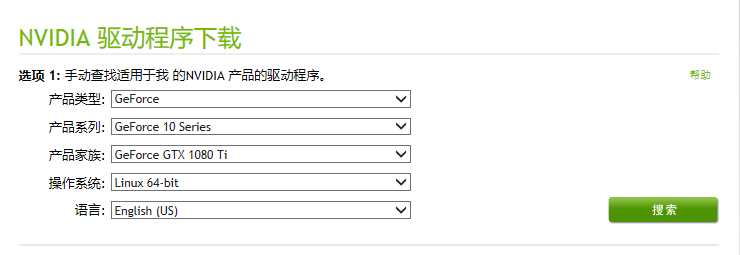 NVIDIA 驱动程序下载
选项 1: 手动查找适用于我 的NVIDIA 产品的驱动程序。 帮助
产品类型: GeForce
产品系列: GeForce 10 Series
产品家族: GeForce GTX 1080 Ti
操作系统: Linux 64-bit
语言: English (US) 搜索